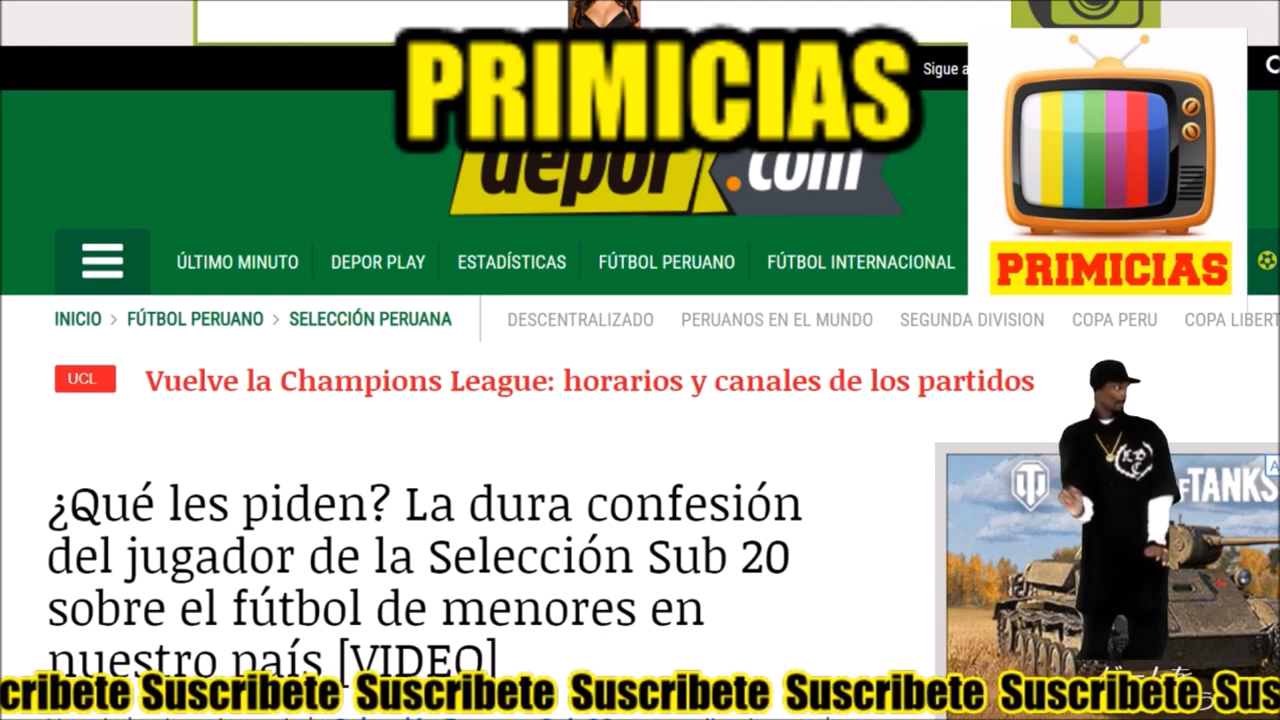 PRIMICIAS
Sigue a
depor.com
ÚLTIMO MINUTO DEPOR PLAY ESTADÍSTICAS FÚTBOL PERUANO FÚTBOL INTERNACIONAL
PRIMICIAS
INICIO > FÚTBOL PERUANO > SELECCIÓN PERUANA DESCENTRALIZADO PERUANOS EN EL MUNDO SEGUNDA DIVISION COPA PERU COPA LIBERT
UCL Vuelve la Champions League: horarios y canales de los partidos
TANKS
¿Qué les piden? La dura confesión
del jugador de la Selección Sub 20
sobre el fútbol de menores en
nuestro país [VIDEO]
cribete Suscribete Suscribete Suscribete Suscribete Suscribete Sus